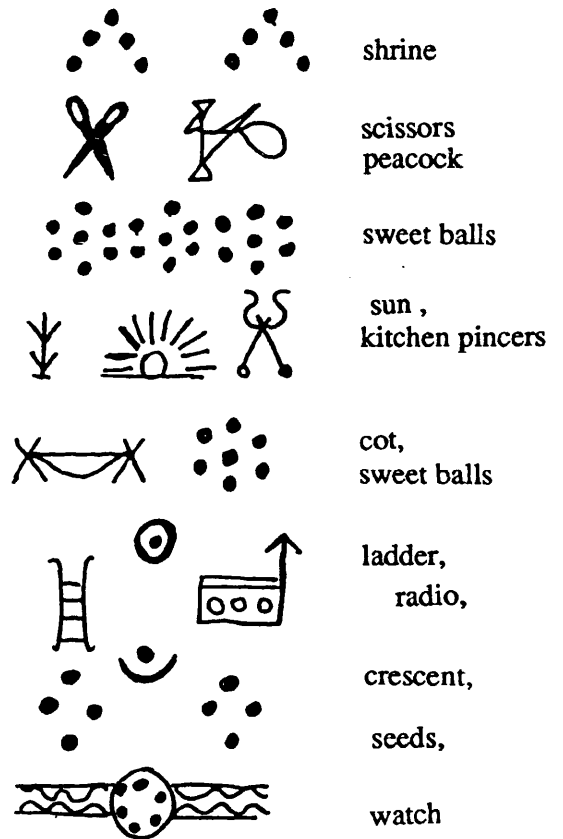 shrine
scissors
peacock
sweet balls
sun ,
kitchen pincers
cot,
sweet balls
ladder,
radio,
crescent,
seeds,
watch